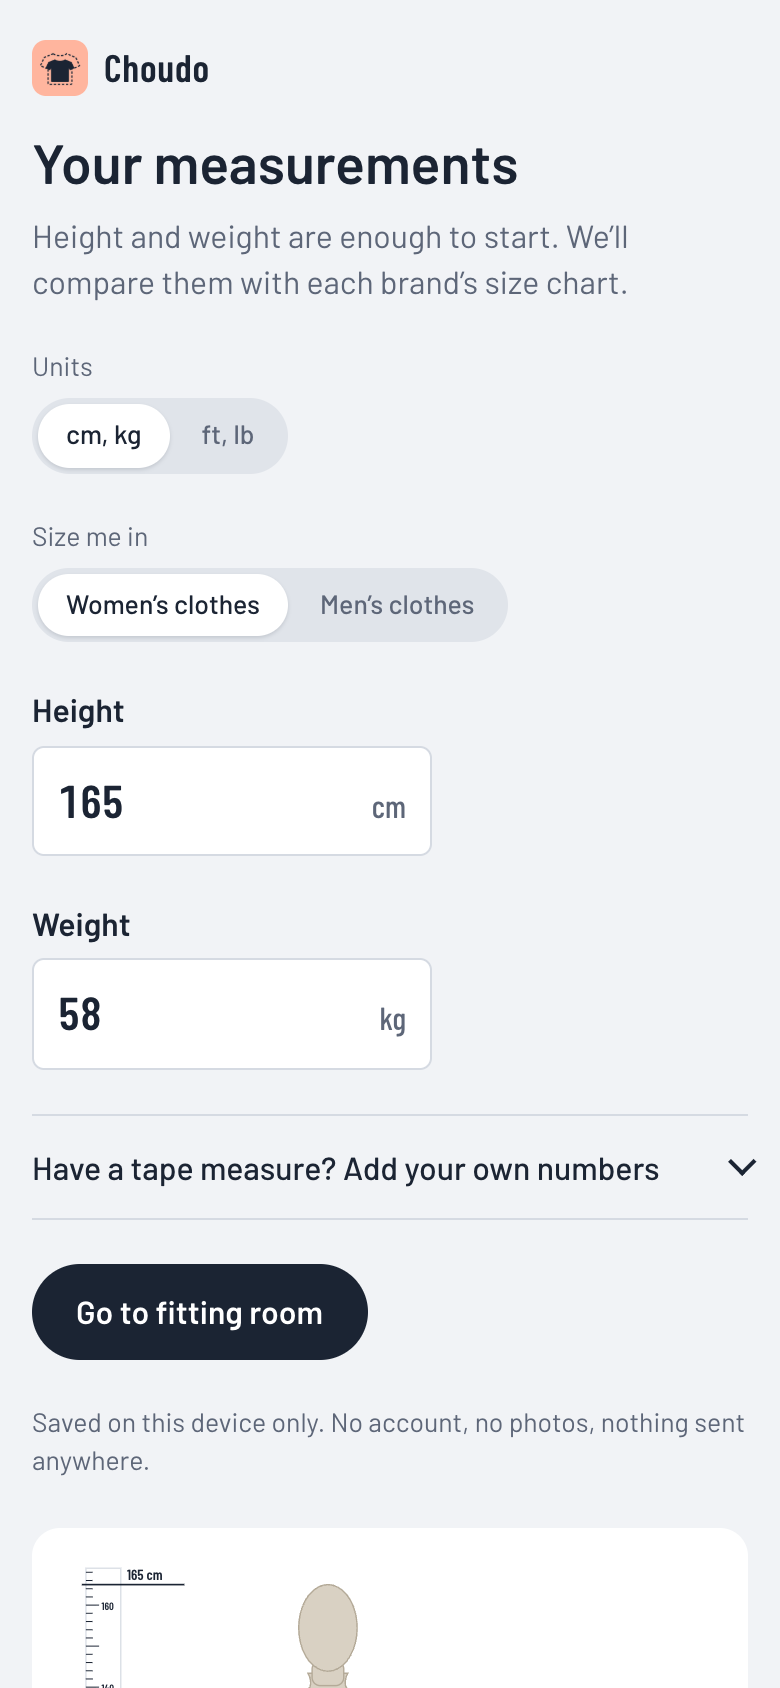 Choudo
Your measurements
Height and weight are enough to start. We’ll
compare them with each brand’s size chart.
Units
cm, kg
ft, lb
Size me in
Women’s clothes
Men’s clothes
Height
165
cm
Weight
58
kg
Have a tape measure? Add your own numbers
Go to fitting room
Saved on this device only. No account, no photos, nothing sent
anywhere.
165 cm
160